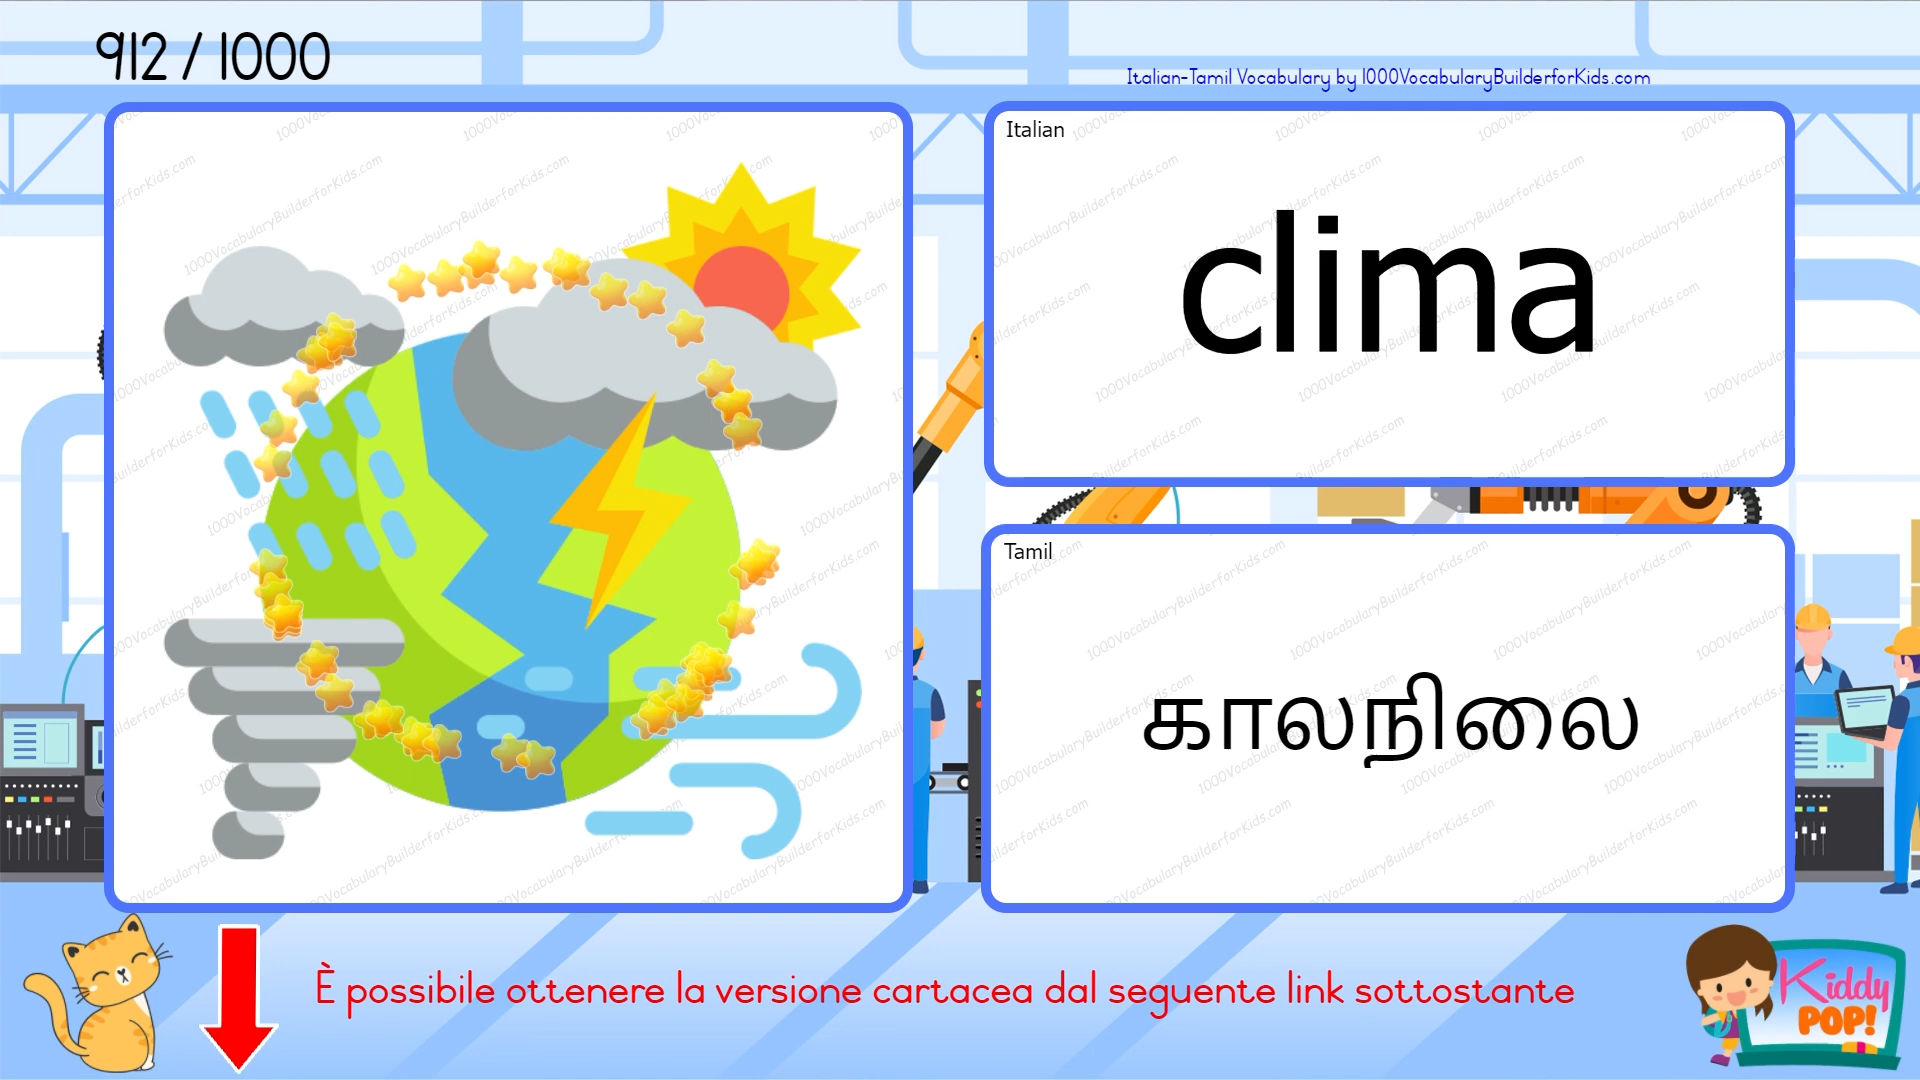 912 / 1000
Italian-Tamil Vocabulary by 1000VocabularyBuilderforKids.com
Italian
clima
Tamil
காலநிலை
È possibile ottenere la versione cartacea dal seguente link sottostante
Kiddy
POP!